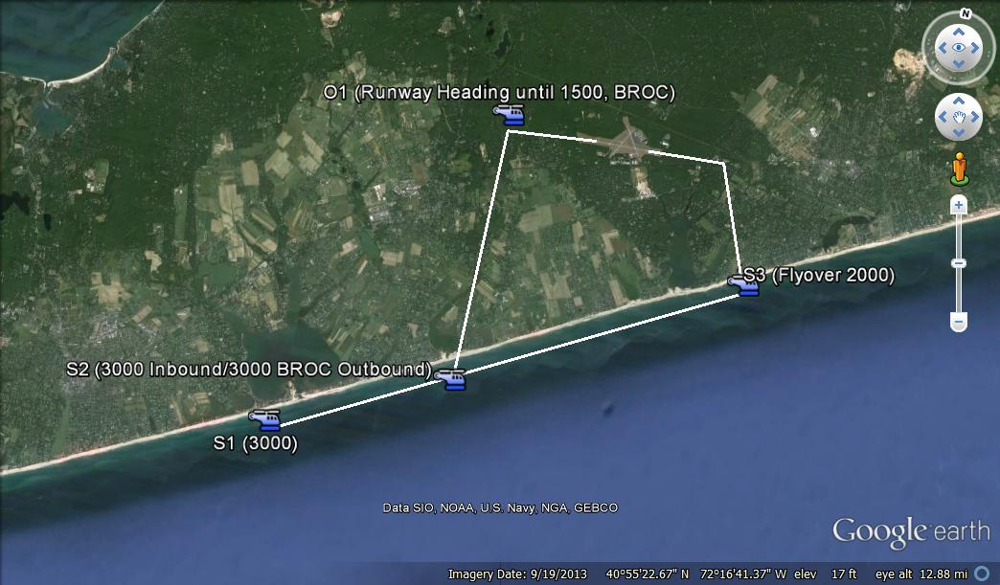 N
O1 (Runway Heading until 1500, BROC)
S3 (Flyover 2000)
S2 (3000 Inbound/3000 BROC Outbound)
S1 (3000)
Data SIO, NOAA, U.S. Navy, NGA, GEBCO
Google earth
Imagery Date: 9/19/2013 40°55'22.67" N 72°16'41.37" W elev 17 ft eye alt 12.88 mi